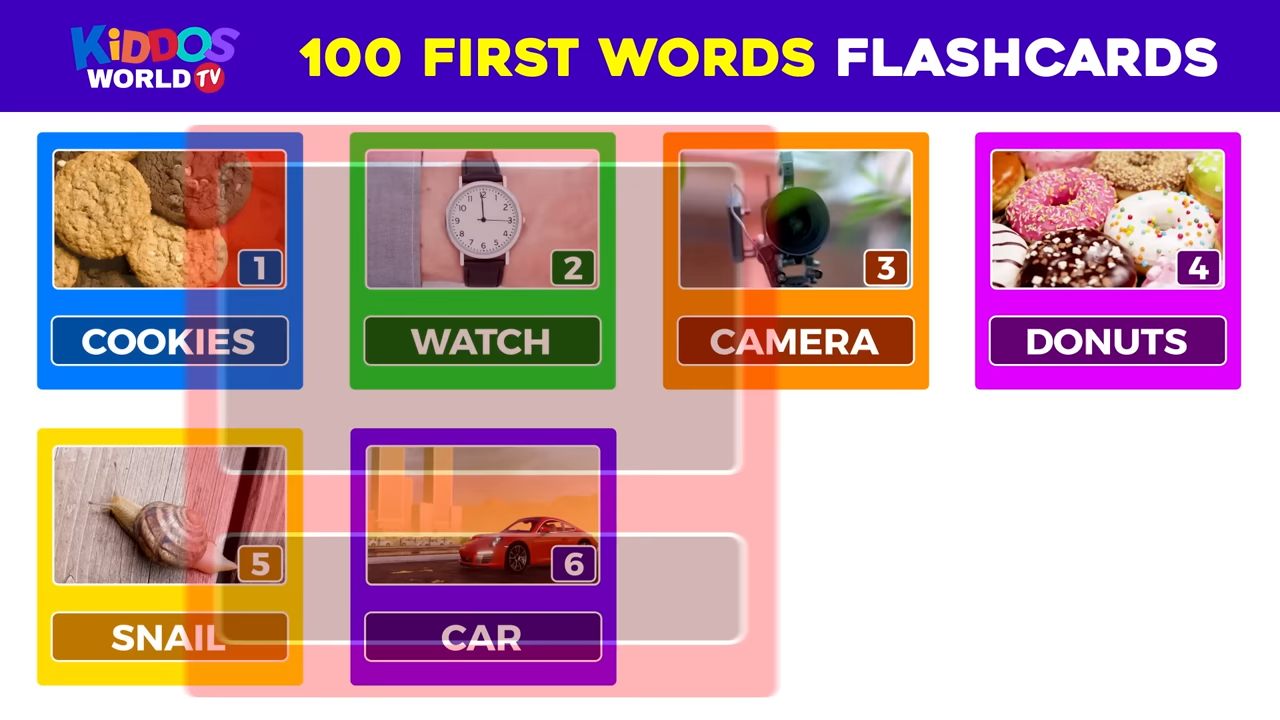 KiDDOS
WORLD TV
100 FIRST WORDS FLASHCARDS
1
COOKIES
2
WATCH
3
CAMERA
4
DONUTS
5
SNAIL
6
CAR